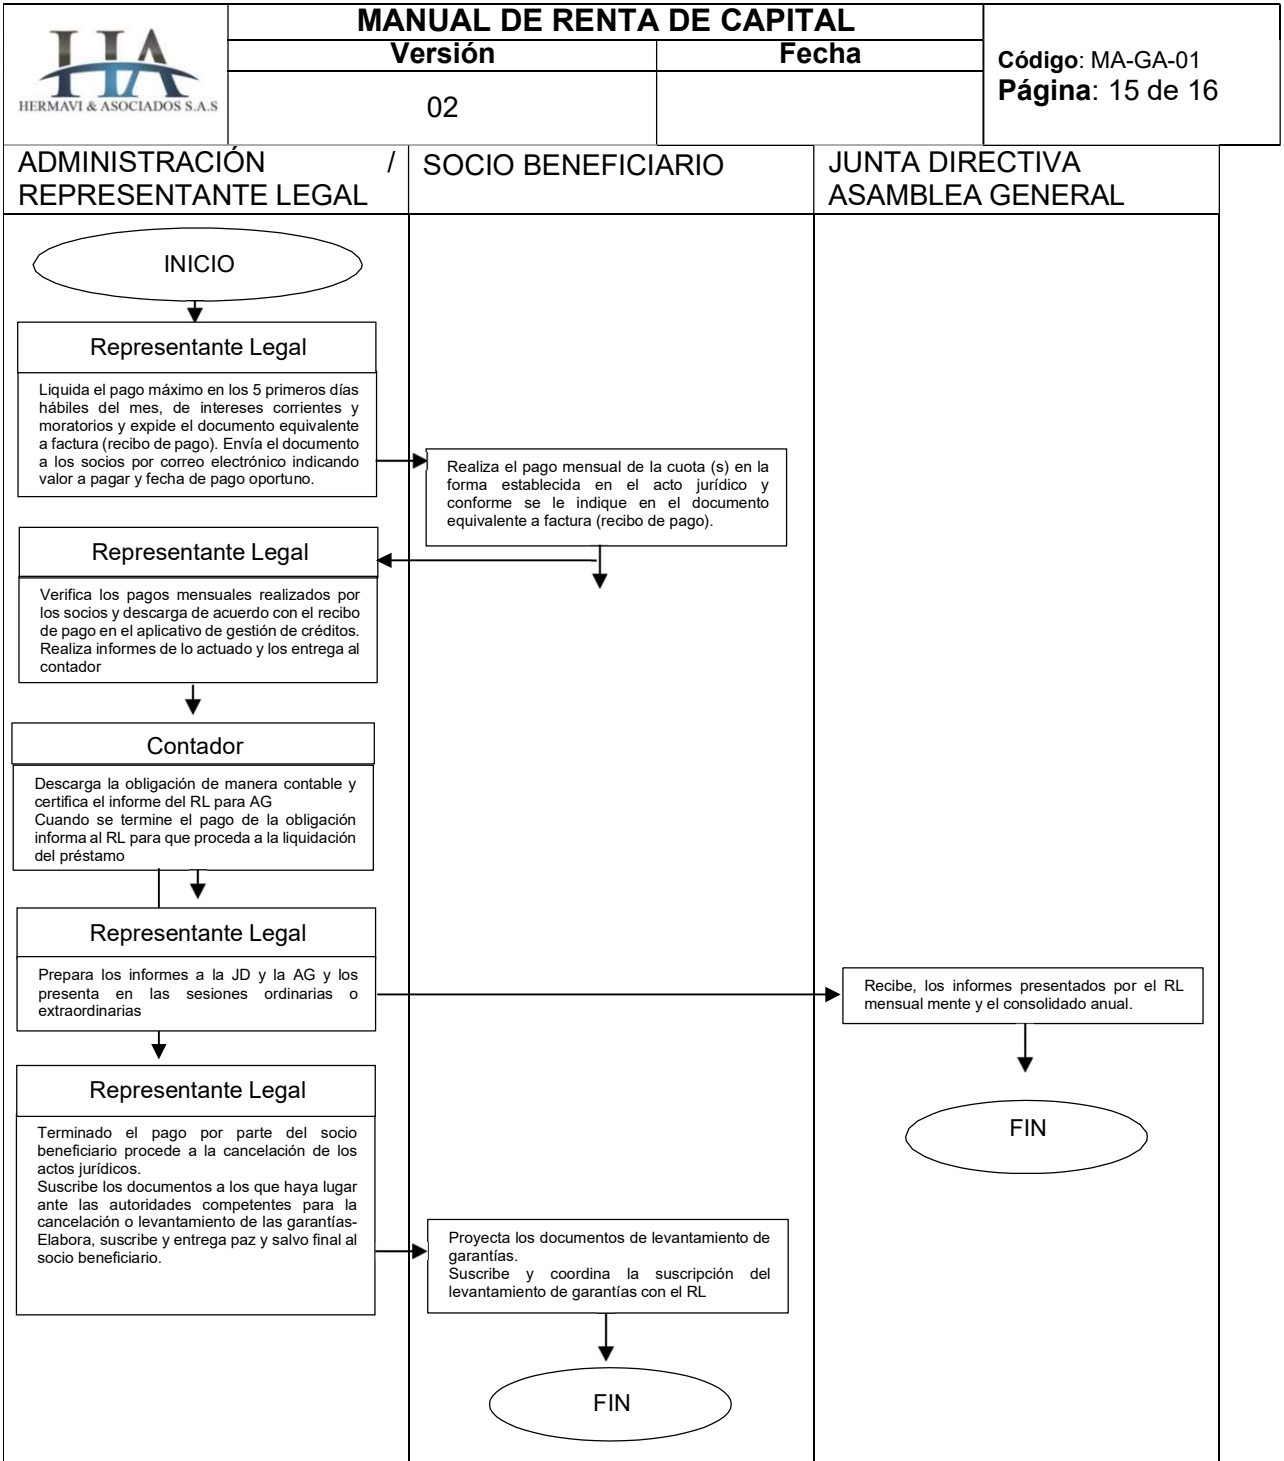 HA
HERMAVI & ASOCIADOS S.A.S
MANUAL DE RENTA DE CAPITAL
Versión
Fecha
02
Código: MA-GA-01
Página: 15 de 16
ADMINISTRACIÓN /
REPRESENTANTE LEGAL
SOCIO BENEFICIARIO
JUNTA DIRECTIVA
ASAMBLEA GENERAL
INICIO
Representante Legal
Liquida el pago máximo en los 5 primeros días
hábiles del mes, de intereses corrientes y
moratorios y expide el documento equivalente
a factura (recibo de pago). Envía el documento
a los socios por correo electrónico indicando
valor a pagar y fecha de pago oportuno.
Realiza el pago mensual de la cuota (s) en la
forma establecida en el acto jurídico y
conforme se le indique en el documento
equivalente a factura (recibo de pago).
Representante Legal
Verifica los pagos mensuales realizados por
los socios y descarga de acuerdo con el recibo
de pago en el aplicativo de gestión de créditos.
Realiza informes de lo actuado y los entrega al
contador
Contador
Descarga la obligación de manera contable y
certifica el informe del RL para AG
Cuando se termine el pago de la obligación
informa al RL para que proceda a la liquidación
del préstamo
Representante Legal
Prepara los informes a la JD y la AG y los
presenta en las sesiones ordinarias o
extraordinarias
Recibe, los informes presentados por el RL
mensual mente y el consolidado anual.
FIN
Representante Legal
Terminado el pago por parte del socio
beneficiario procede a la cancelación de los
actos jurídicos.
Suscribe los documentos a los que haya lugar
ante las autoridades competentes para la
cancelación o levantamiento de las garantías-
Elabora, suscribe y entrega paz y salvo final al
socio beneficiario.
Proyecta los documentos de levantamiento de
garantías.
Suscribe y coordina la suscripción del
levantamiento de garantías con el RL
FIN